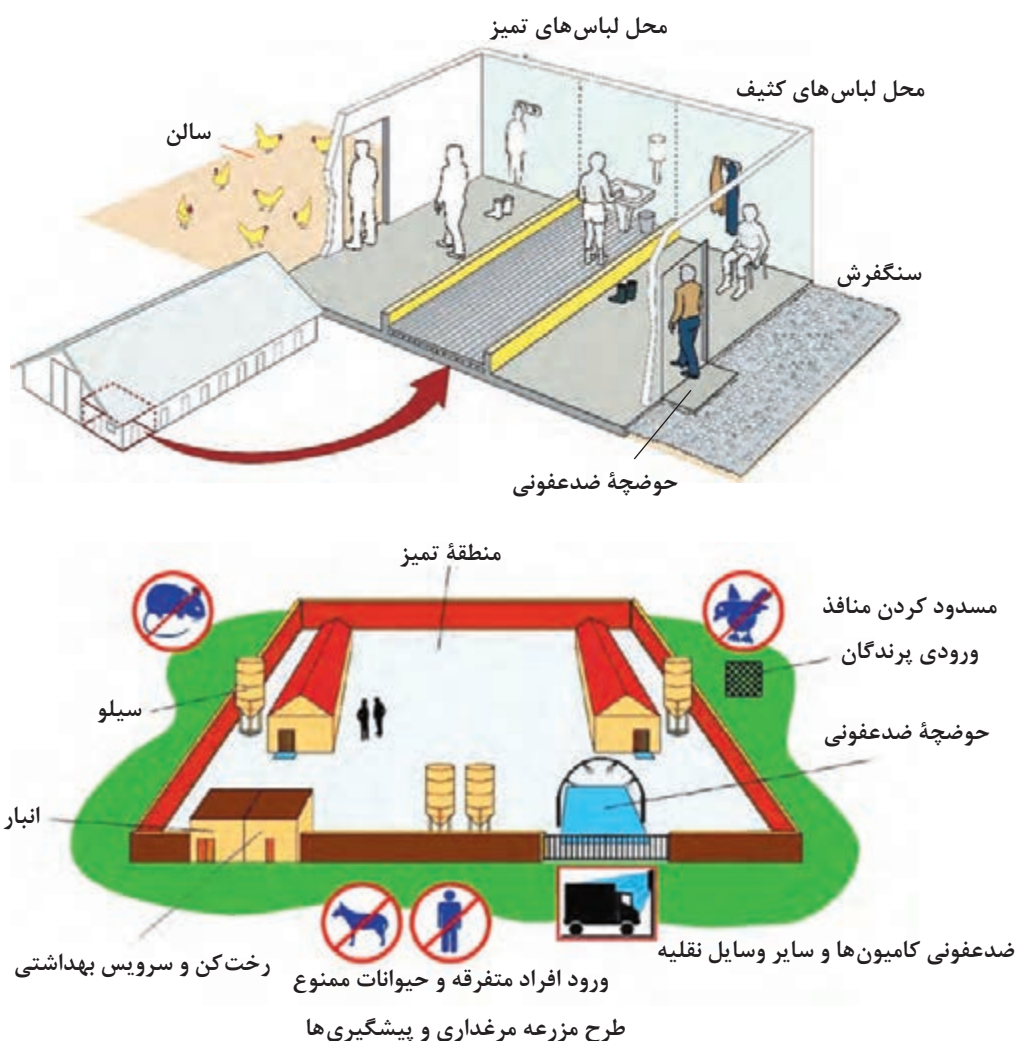 محل لباس‌های تمیز
محل لباس‌های کثیف
سالن
سنگفرش
حوضچهٔ ضدعفونی
منطقهٔ تمیز
مسدود کردن منافذ
ورودی پرندگان
سیلو
حوضچهٔ ضدعفونی
انبار
رخت‌کن و سرویس بهداشتی
ضدعفونی کامیون‌ها و سایر وسایل نقلیه
ورود افراد متفرقه و حیوانات ممنوع
طرح مزرعه مرغداری و پیشگیری‌ها